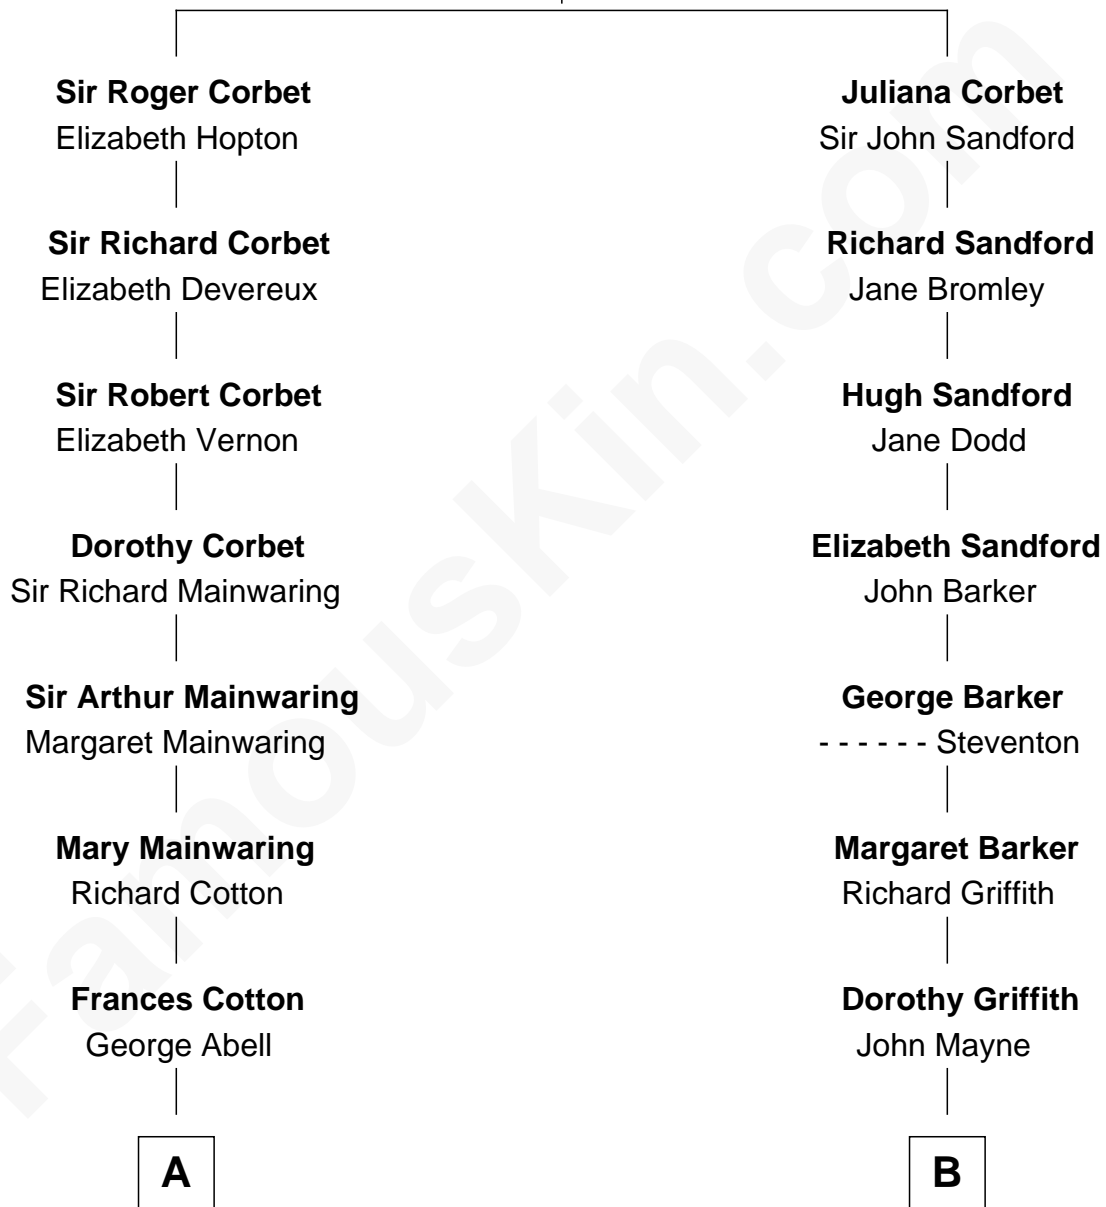 Sir Roger Corbet
Elizabeth Hopton
Sir Richard Corbet
Elizabeth Devereux
Sir Robert Corbet
Elizabeth Vernon
Dorothy Corbet
Sir Richard Mainwaring
Sir Arthur Mainwaring
Margaret Mainwaring
Mary Mainwaring
Richard Cotton
Frances Cotton
George Abell
A
Juliana Corbet
Sir John Sandford
Richard Sandford
Jane Bromley
Hugh Sandford
Jane Dodd
Elizabeth Sandford
John Barker
George Barker
- - - - - - Steventon
Margaret Barker
Richard Griffith
Dorothy Griffith
John Mayne
B
FamousKin.com